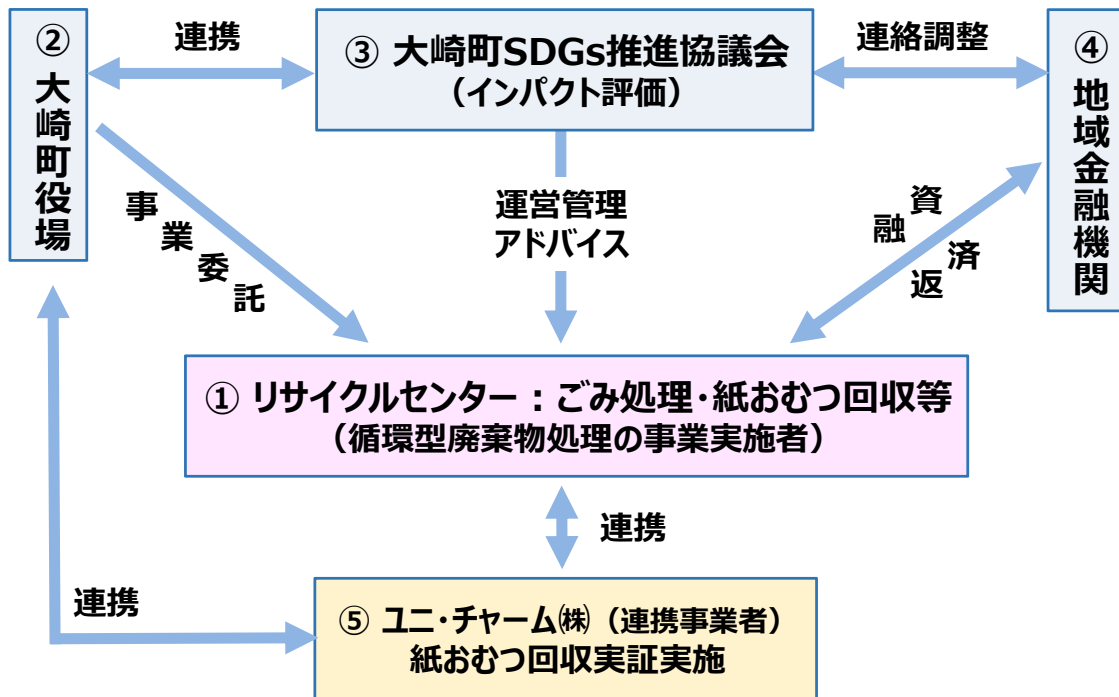 ② 大崎町役場
連携
③ 大崎町SDGs推進協議会
（インパクト評価）
連絡調整
④ 地域金融機関
事業委託
運営管理
アドバイス
融資
返済
① リサイクルセンター：ごみ処理・紙おむつ回収等
（循環型廃棄物処理の事業実施者）
連携
連携
⑤ ユニ・チャーム㈱（連携事業者）
紙おむつ回収実証実施